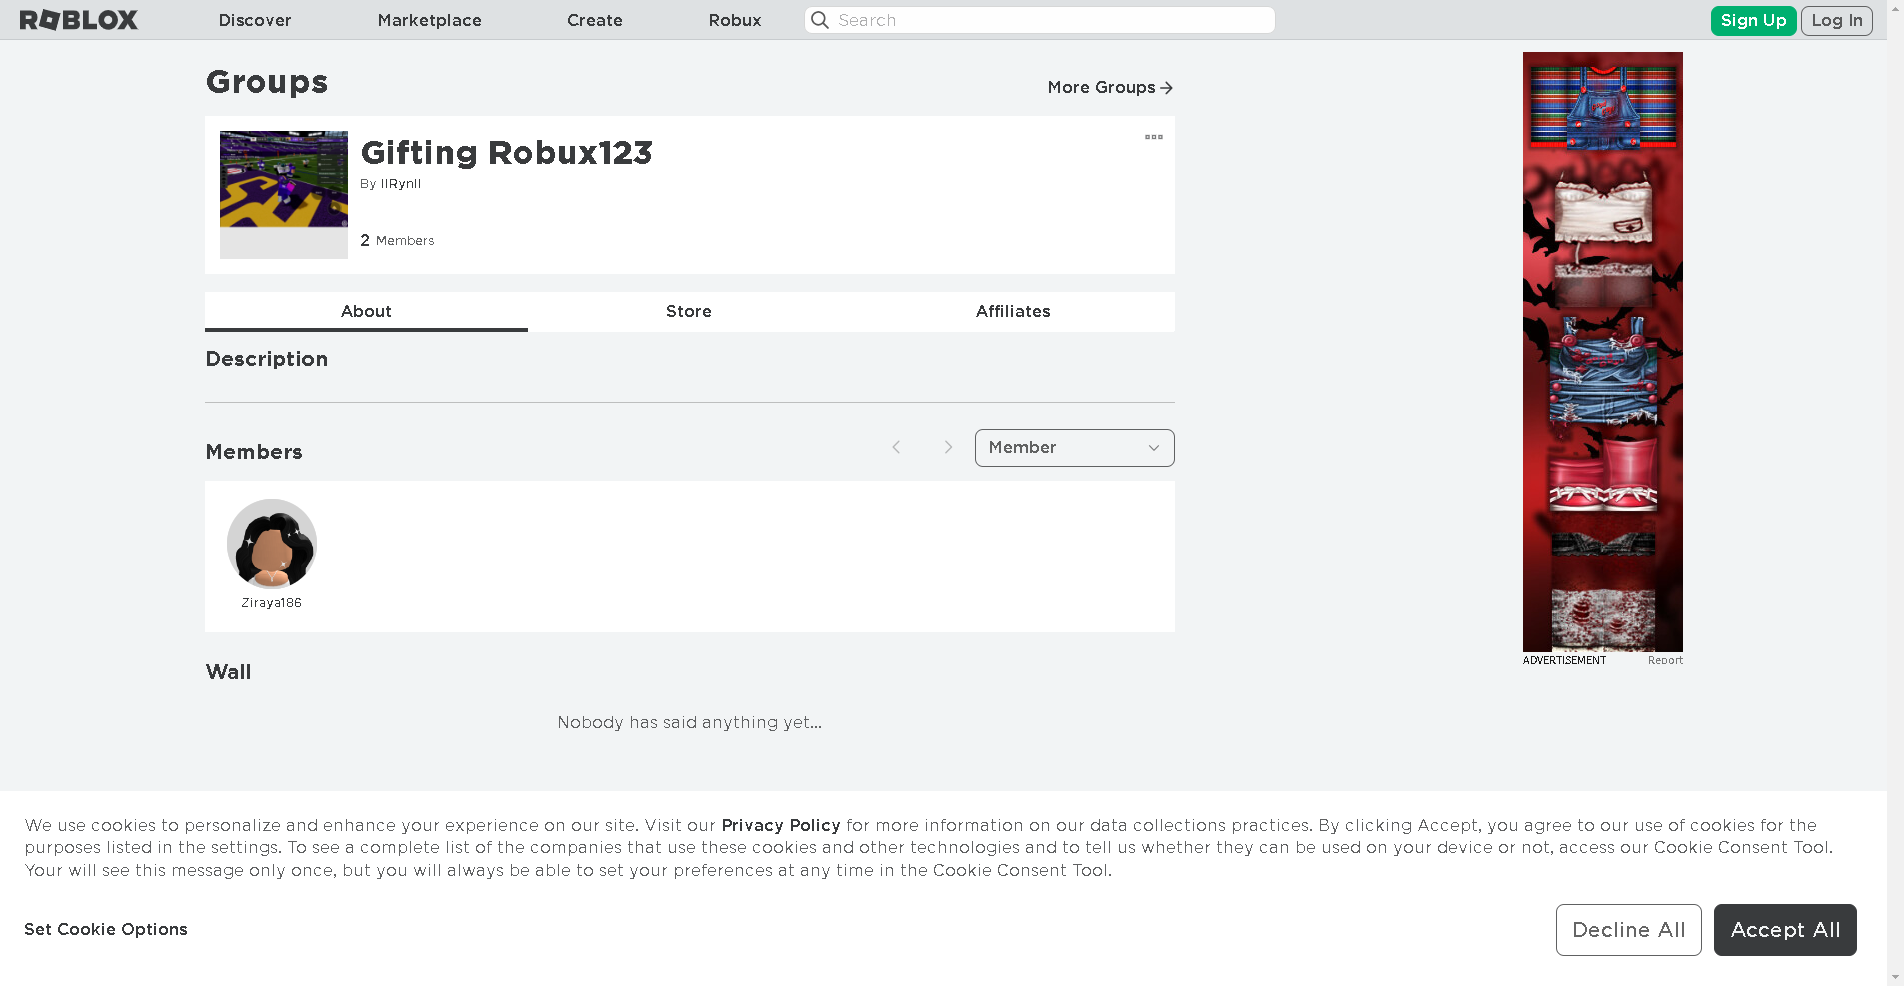 ROBLOX
Discover
Marketplace
Create
Robux
Search
Sign Up
Log In
Groups
More Groups
Gifting Robux123
By IIRynII
2 Members
About
Store
Affiliates
Description
Members
Member
Ziraya186
Wall
Nobody has said anything yet...
ADVERTISEMENT
Report
We use cookies to personalize and enhance your experience on our site. Visit our Privacy Policy for more information on our data collections practices. By clicking Accept, you agree to our use of cookies for the
purposes listed in the settings. To see a complete list of the companies that use these cookies and other technologies and to tell us whether they can be used on your device or not, access our Cookie Consent Tool.
Your will see this message only once, but you will always be able to set your preferences at any time in the Cookie Consent Tool.
Set Cookie Options
Decline All
Accept All